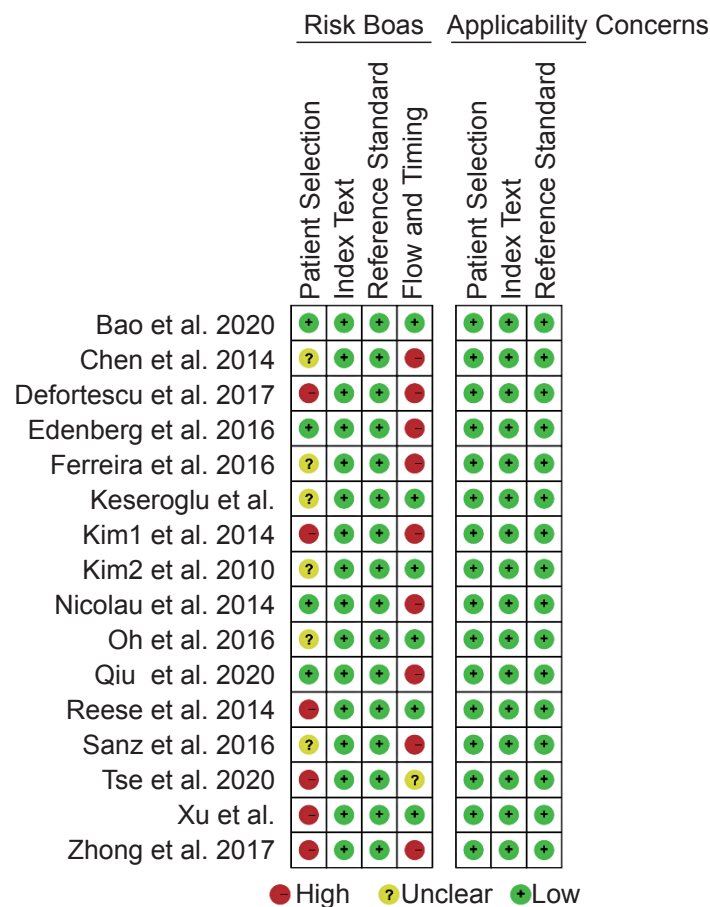 Risk Boas Applicability Concerns
Patient Selection
Index Text
Reference Standard
Flow and Timing
Patient Selection
Index Text
Reference Standard
Bao et al. 2020 + + + + + + +
Chen et al. 2014 ? + + - + + +
Defortescu et al. 2017 - + + - + + +
Edenberg et al. 2016 + + + - + + +
Ferreira et al. 2016 ? + + - + + +
Keseroglu et al. ? + + + + + +
Kim1 et al. 2014 - + + - + + +
Kim2 et al. 2010 ? + + + + + +
Nicolau et al. 2014 + + + - + + +
Oh et al. 2016 ? + + + + + +
Qiu et al. 2020 + + + - + + +
Reese et al. 2014 - + + + + + +
Sanz et al. 2016 ? + + - + + +
Tse et al. 2020 - + + ? + + +
Xu et al. - + + + + + +
Zhong et al. 2017 - + + - + + +
- High ? Unclear + Low